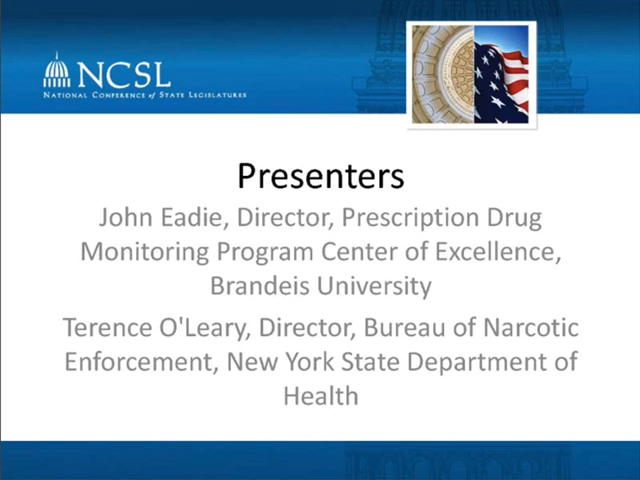 NCSL
NATIONAL CONFERENCE of STATE LEGISLATURES
Presenters
John Eadie, Director, Prescription Drug
Monitoring Program Center of Excellence,
Brandeis University
Terence O'Leary, Director, Bureau of Narcotic
Enforcement, New York State Department of
Health